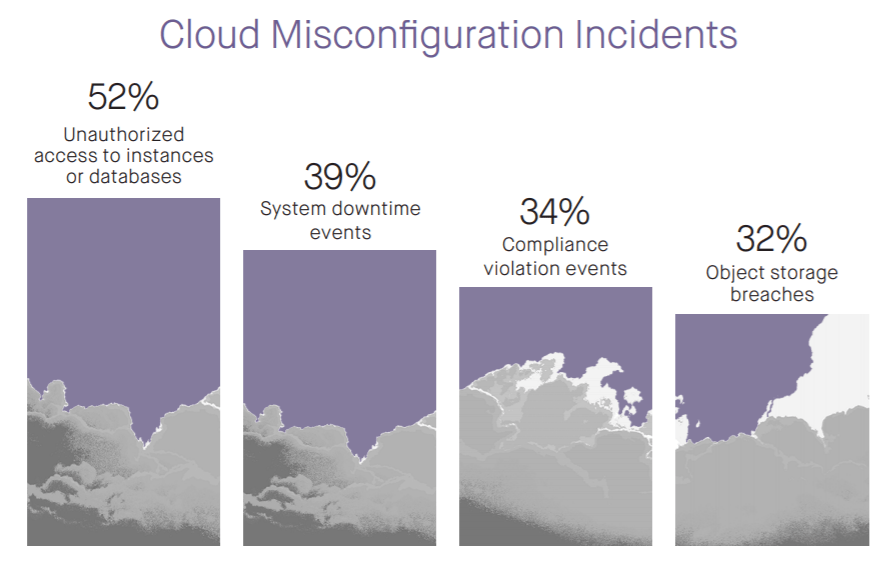 Cloud Misconfiguration Incidents
52%
Unauthorized
access to instances
or databases
39%
System downtime
events
34%
Compliance
violation events
32%
Object storage
breaches